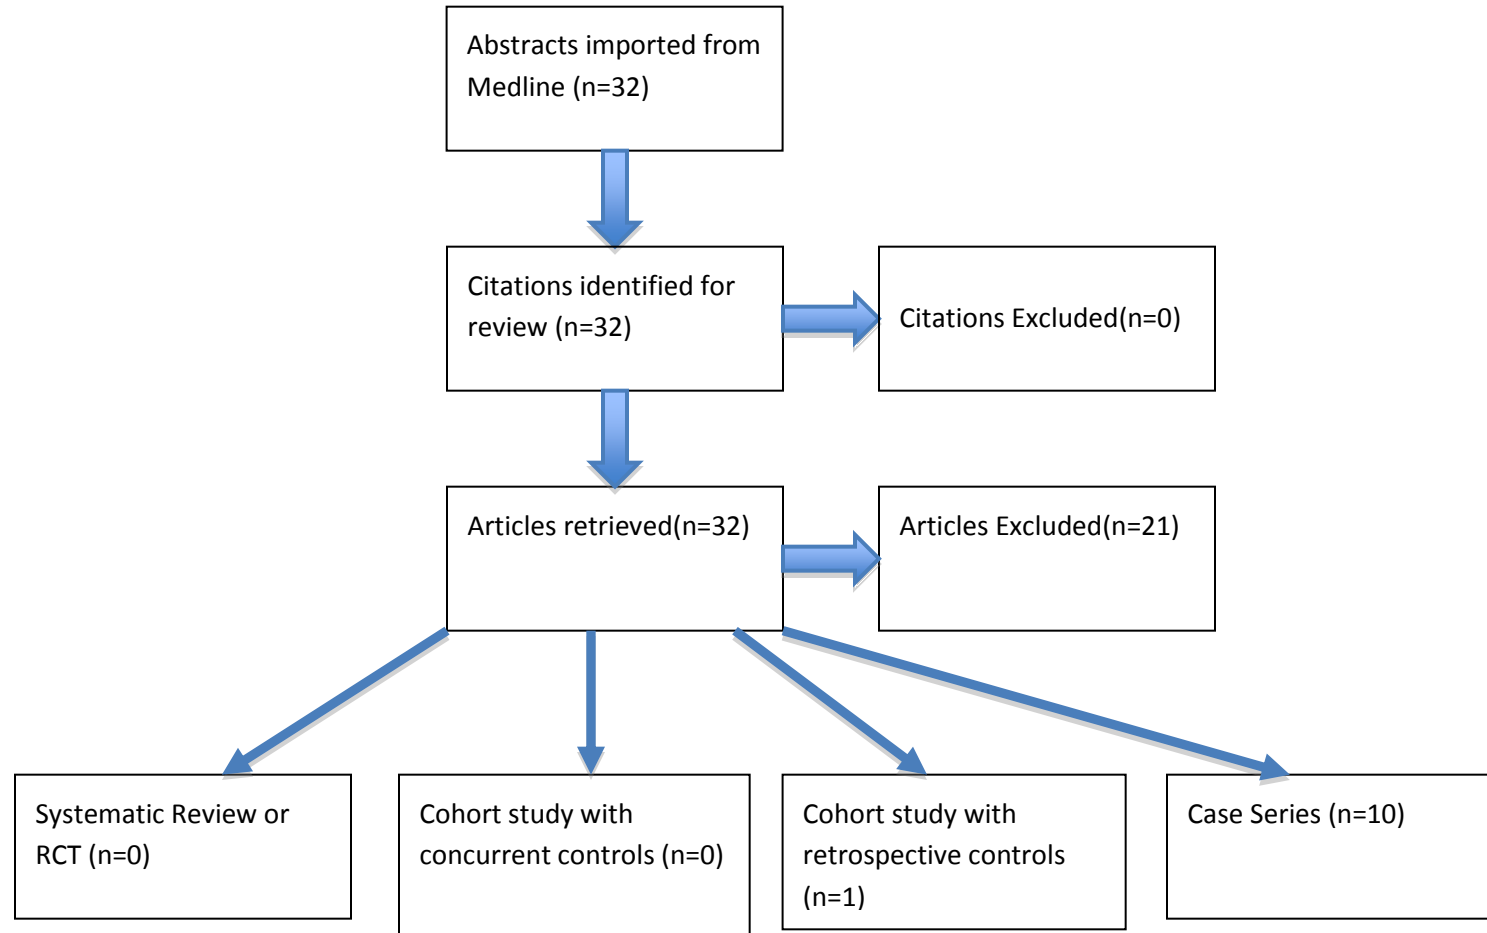 Abstracts imported from
Medline (n=32)
Citations identified for
review (n=32)
Citations Excluded(n=0)
Articles retrieved(n=32)
Articles Excluded(n=21)
Systematic Review or
RCT (n=0)
Cohort study with
concurrent controls (n=0)
Cohort study with
retrospective controls
(n=1)
Case Series (n=10)